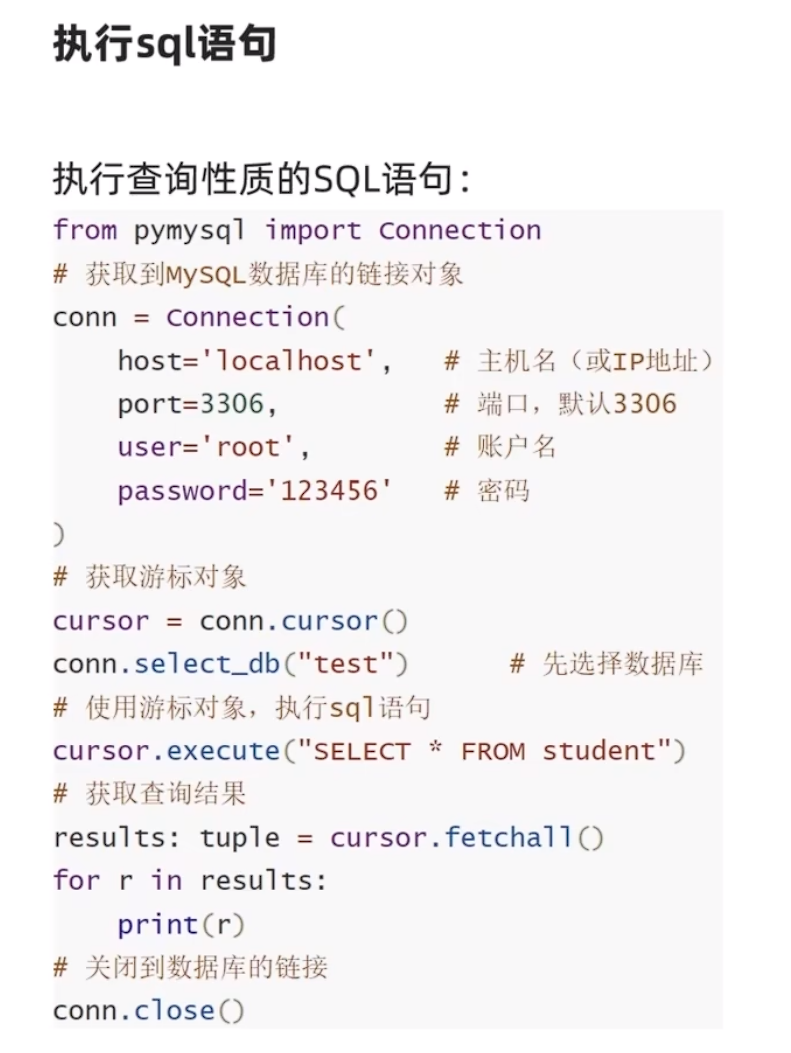 执行sql语句
执行查询性质的SQL语句：
from pymysql import Connection
# 获取到MySQL数据库的链接对象
conn = Connection(
    host='localhost',   # 主机名（或IP地址）
    port=3306,          # 端口，默认3306
    user='root',        # 账户名
    password='123456'   # 密码
)
# 获取游标对象
cursor = conn.cursor()
conn.select_db("test")      # 先选择数据库
# 使用游标对象，执行sql语句
cursor.execute("SELECT * FROM student")
# 获取查询结果
results: tuple = cursor.fetchall()
for r in results:
    print(r)
# 关闭到数据库的链接
conn.close()